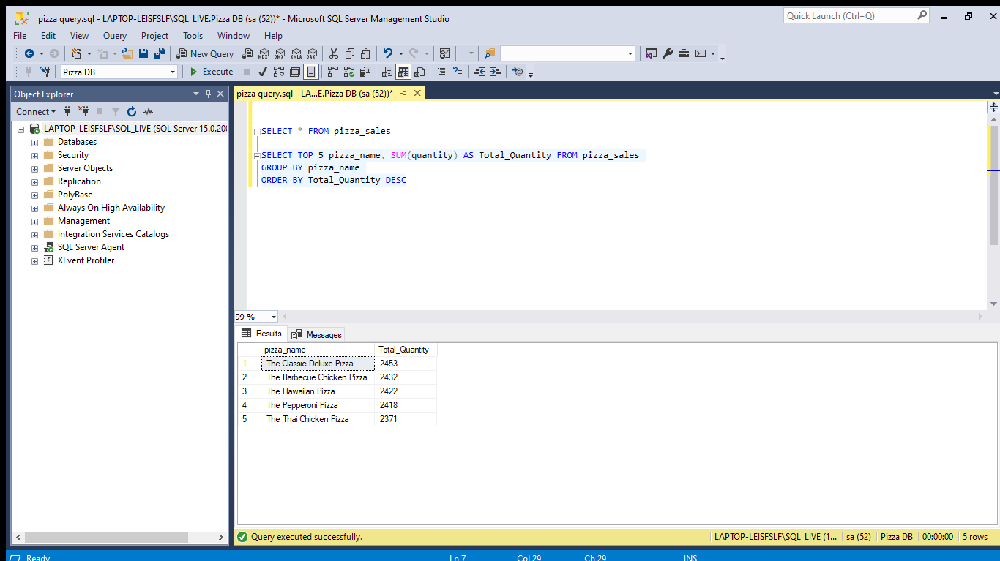 pizza query.sql - LAPTOP-LEISFSLF\SQL_LIVE.Pizza DB (sa (52))* - Microsoft SQL Server Management Studio
Quick Launch (Ctrl+Q)
File Edit View Query Project Tools Window Help
New Query MDX DMX XMLA DAX
Pizza DB Execute
Object Explorer
Connect
LAPTOP-LEISFSLF\SQL_LIVE (SQL Server 15.0.200
Databases
Security
Server Objects
Replication
PolyBase
Always On High Availability
Management
Integration Services Catalogs
SQL Server Agent
XEvent Profiler
pizza query.sql - LA...E.Pizza DB (sa (52))*
SELECT * FROM pizza_sales
SELECT TOP 5 pizza_name, SUM(quantity) AS Total_Quantity FROM pizza_sales
GROUP BY pizza_name
ORDER BY Total_Quantity DESC
99 %
Results Messages
pizza_name Total_Quantity
1 The Classic Deluxe Pizza 2453
2 The Barbecue Chicken Pizza 2432
3 The Hawaiian Pizza 2422
4 The Pepperoni Pizza 2418
5 The Thai Chicken Pizza 2371
Query executed successfully. LAPTOP-LEISFSLF\SQL_LIVE (1... sa (52) Pizza DB 00:00:00 5 rows
Ready Ln 7 Col 29 Ch 29 INS